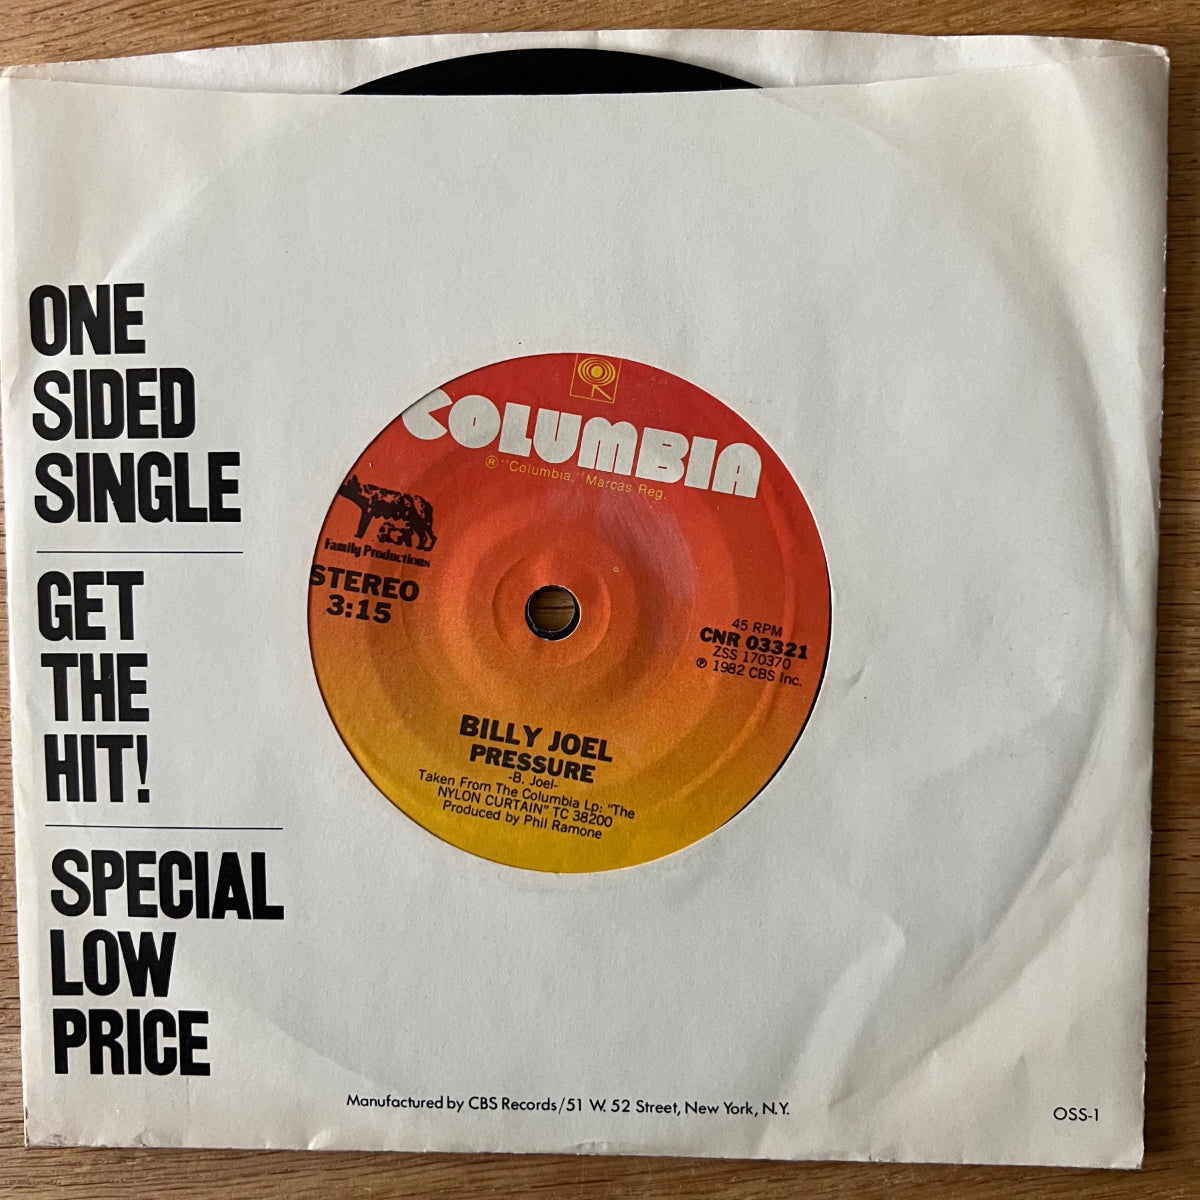 ONE
SIDED
SINGLE
GET
THE
HIT!
SPECIAL
LOW
PRICE
COLUMBIA
® "Columbia," Marcas Reg.
Family Productions
STEREO
3:15
45 RPM
CNR 03321
ZSS 170370
℗ 1982 CBS Inc.
BILLY JOEL
PRESSURE
-B. Joel-
Taken From The Columbia Lp: "The
NYLON CURTAIN" TC 38200
Produced by Phil Ramone
Manufactured by CBS Records/51 W. 52 Street, New York, N.Y.
OSS-1